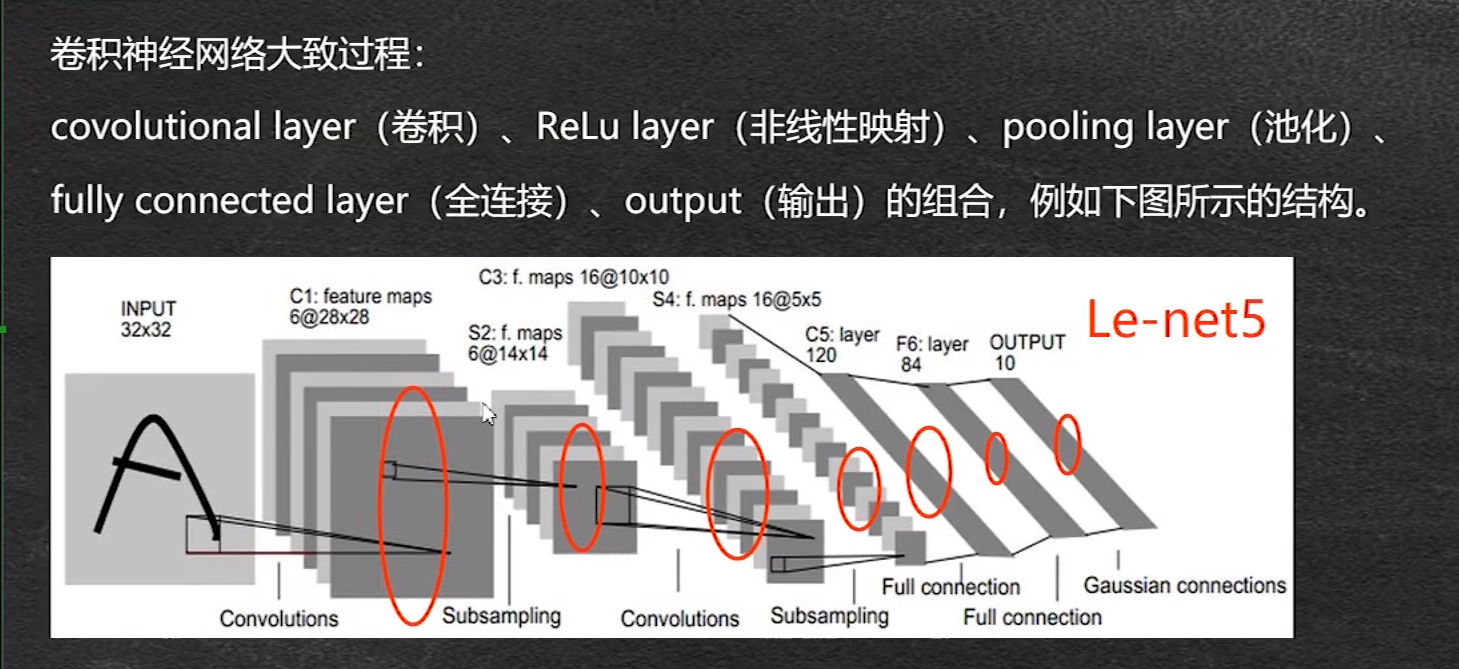 卷积神经网络大致过程：
covolutional layer（卷积）、ReLu layer（非线性映射）、pooling layer（池化）、
fully connected layer（全连接）、output（输出）的组合，例如下图所示的结构。
INPUT
32x32
C1: feature maps
6@28x28
S2: f. maps
6@14x14
C3: f. maps 16@10x10
S4: f. maps 16@5x5
C5: layer
120
F6: layer
84
OUTPUT
10
Le-net5
Convolutions
Subsampling
Convolutions
Subsampling
Full connection
Full connection
Gaussian connections